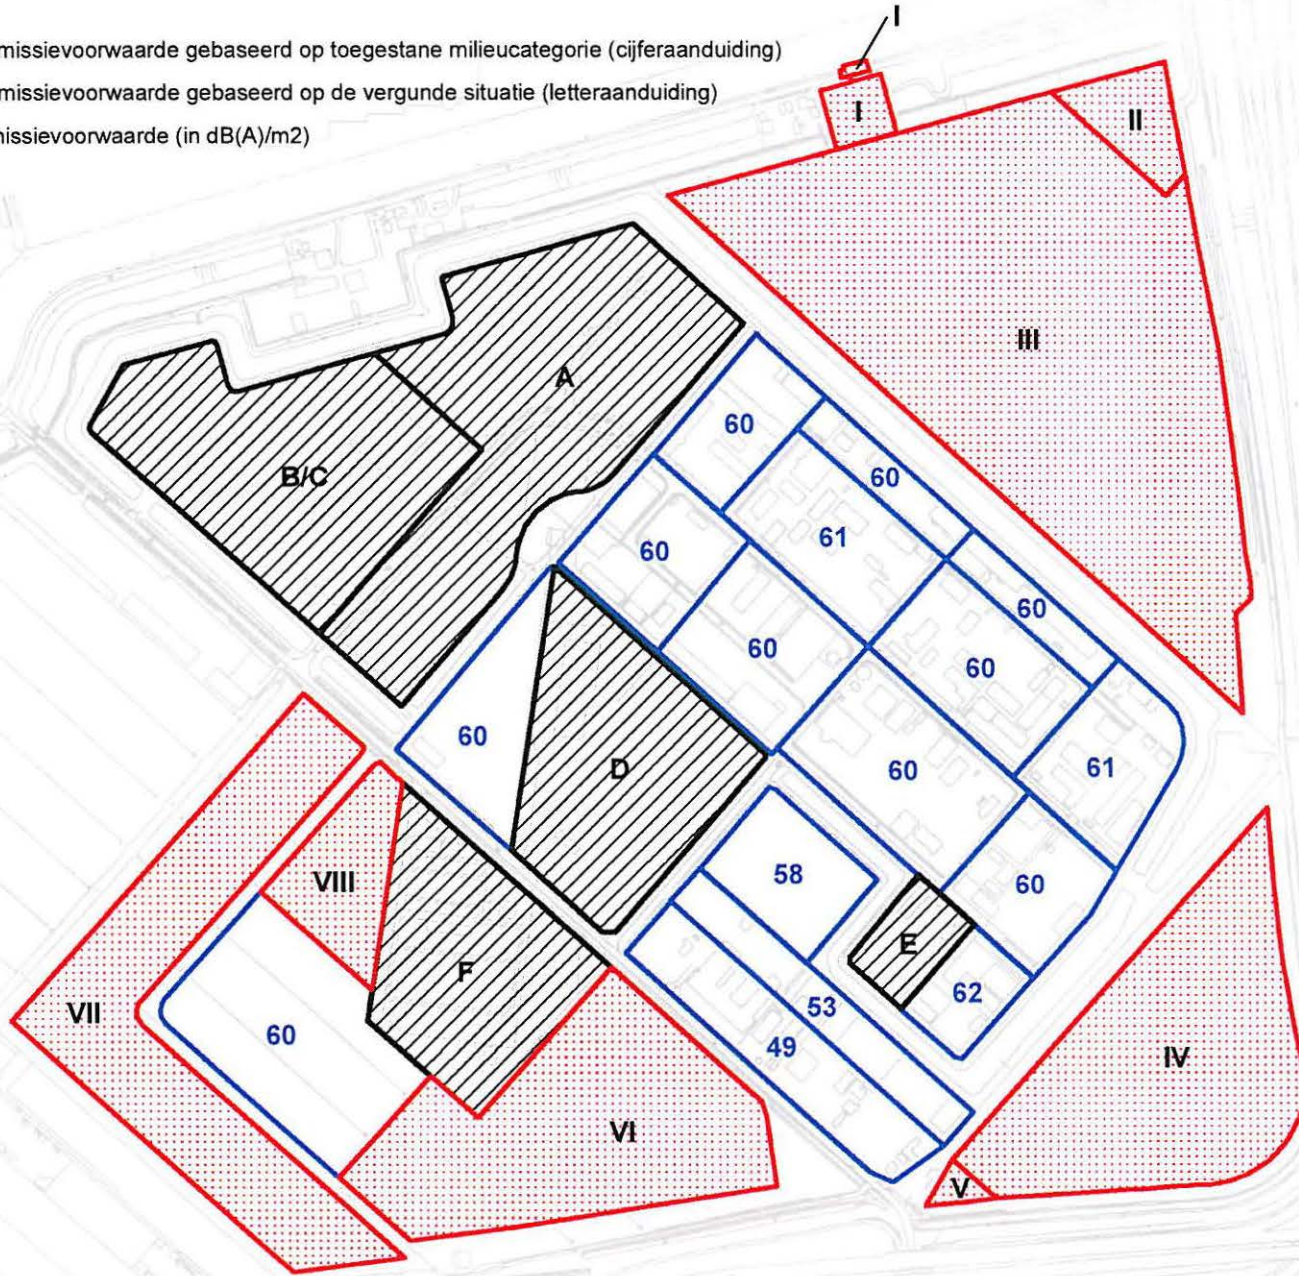 missievoorwaarde gebaseerd op toegestane milieucategorie (cijferaanduiding)
missievoorwaarde gebaseerd op de vergunde situatie (letteraanduiding)
missievoorwaarde (in dB(A)/m2)
I
I
II
III
A
B/C
60
60
61
60
60
60
60
60
D
60
61
58
60
VIII
E
F
62
53
VII
60
49
IV
VI
V